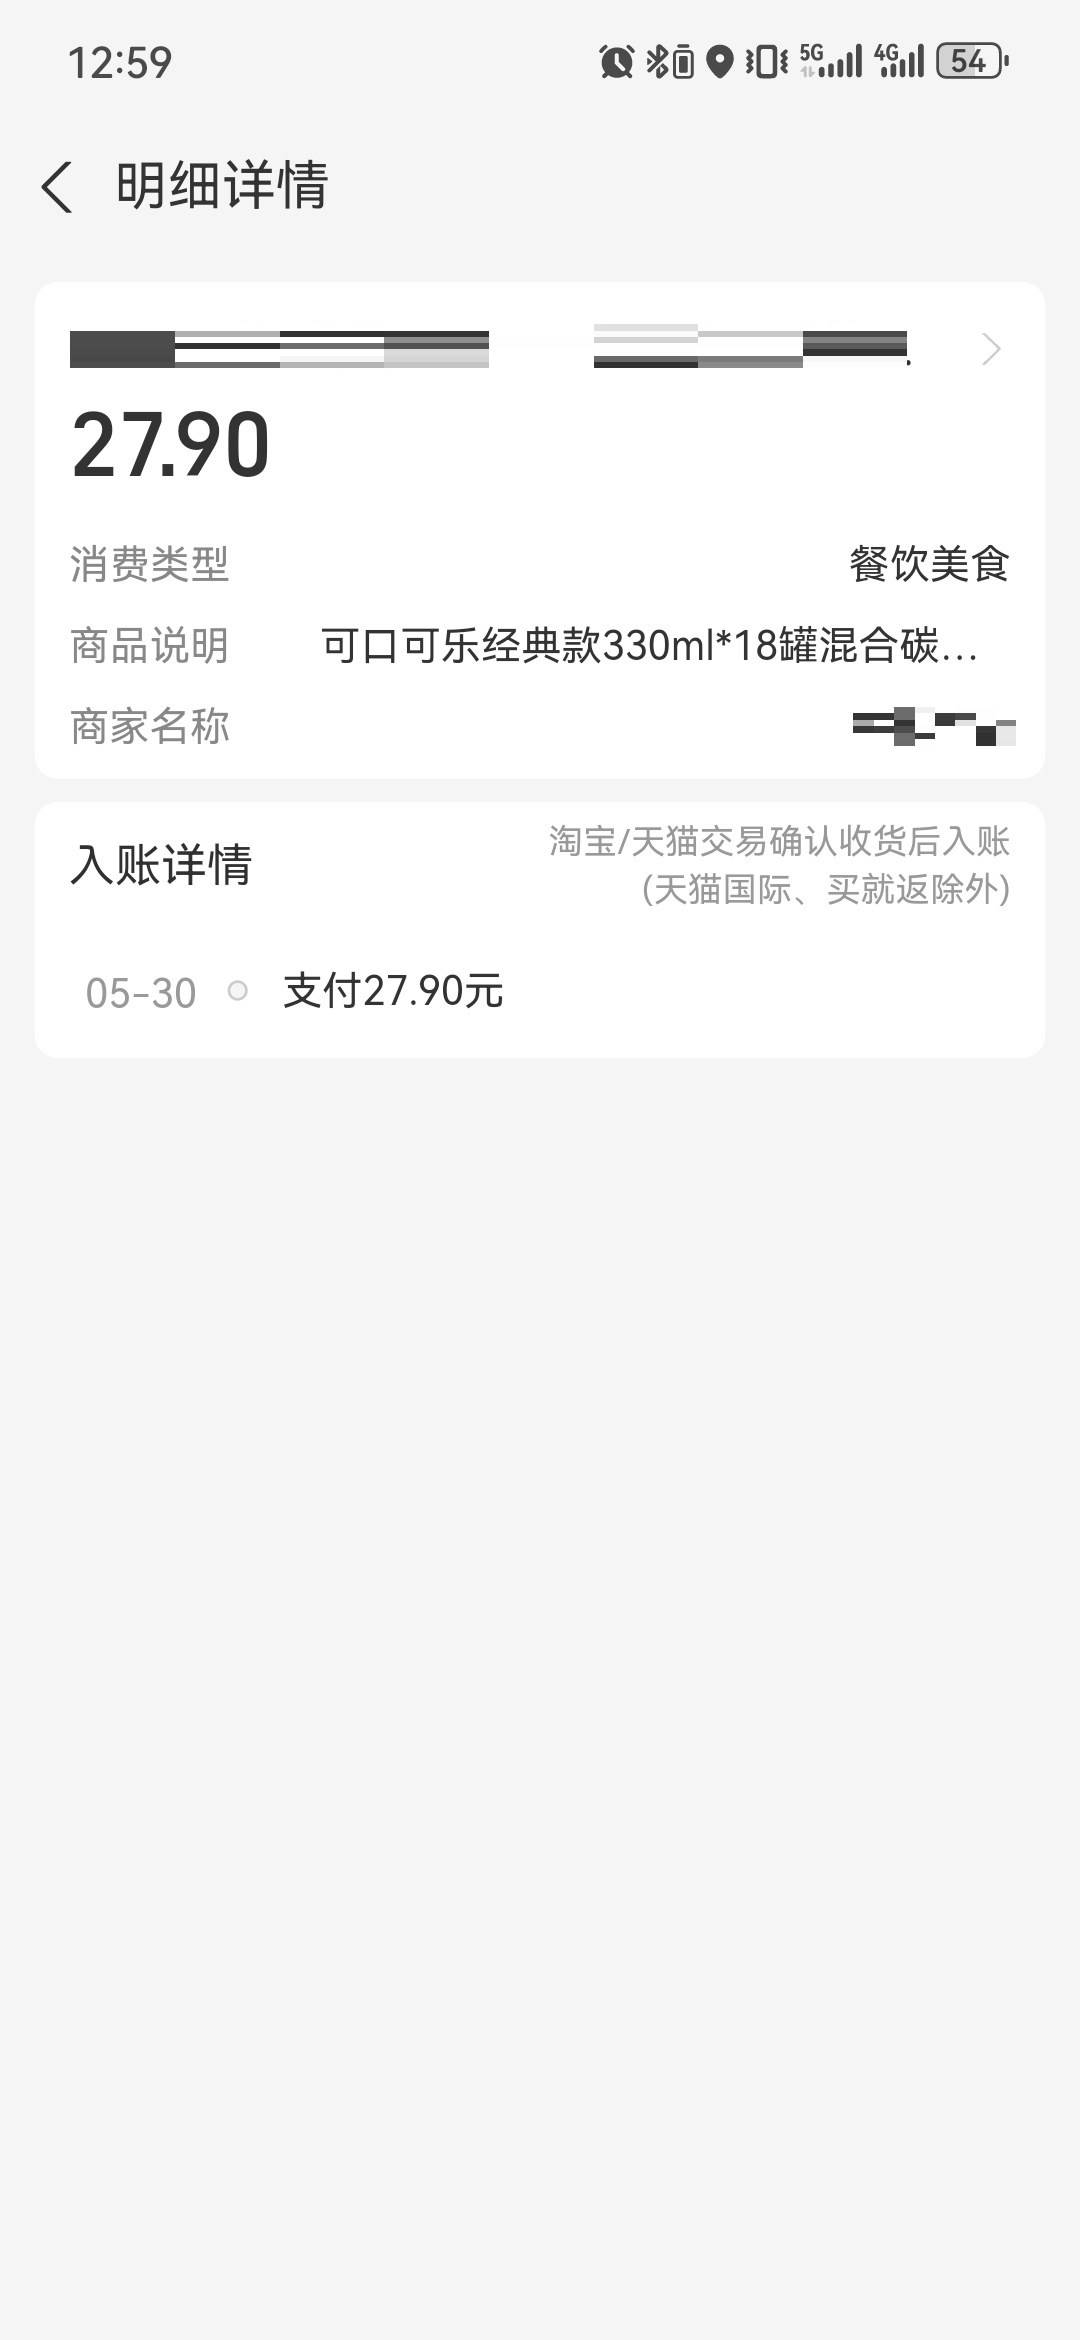 12:59
5G 4G 54
明细详情
27.90
消费类型 餐饮美食
商品说明 可口可乐经典款330ml*18罐混合碳...
商家名称
入账详情 淘宝/天猫交易确认收货后入账
(天猫国际、买就返除外)
05-30 支付27.90元